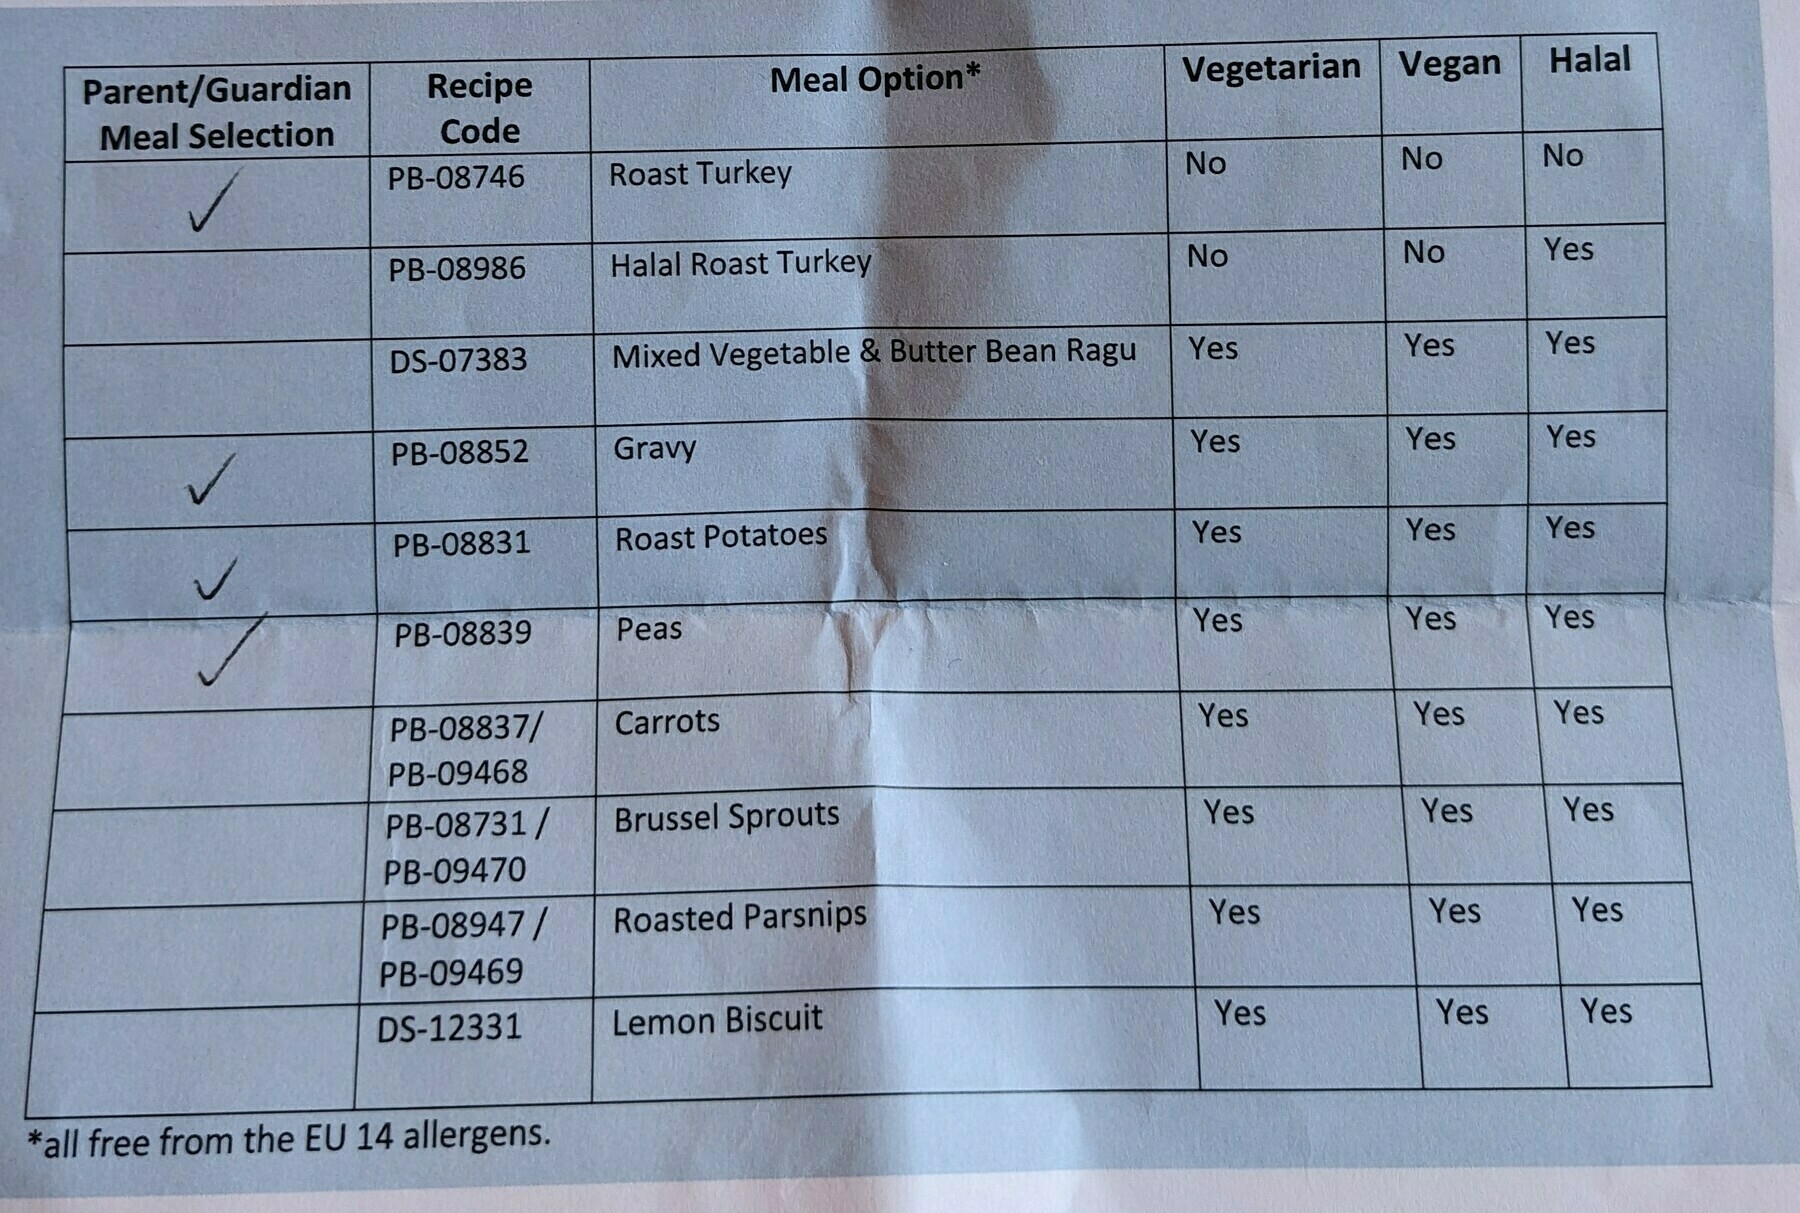 Parent/Guardian Meal Selection Recipe Code Meal Option* Vegetarian Vegan Halal
✓ PB-08746 Roast Turkey No No No
PB-08986 Halal Roast Turkey No No Yes
DS-07383 Mixed Vegetable & Butter Bean Ragu Yes Yes Yes
✓ PB-08852 Gravy Yes Yes Yes
✓ PB-08831 Roast Potatoes Yes Yes Yes
✓ PB-08839 Peas Yes Yes Yes
PB-08837/ PB-09468 Carrots Yes Yes Yes
PB-08731 / PB-09470 Brussel Sprouts Yes Yes Yes
PB-08947 / PB-09469 Roasted Parsnips Yes Yes Yes
DS-12331 Lemon Biscuit Yes Yes Yes
*all free from the EU 14 allergens.